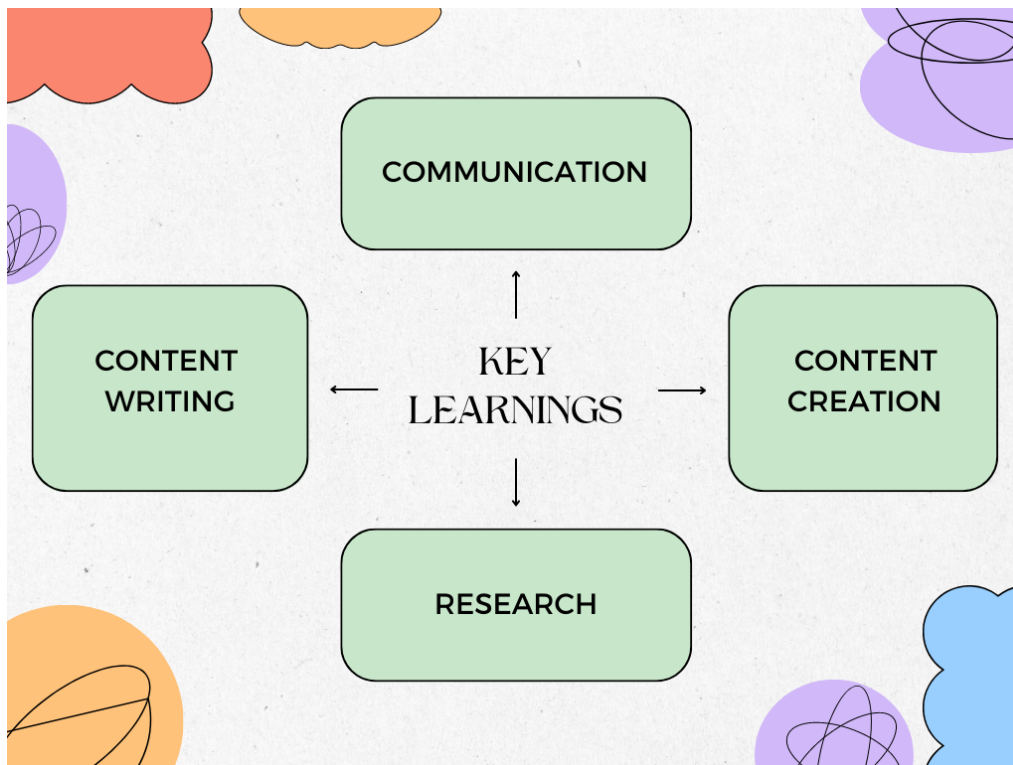 COMMUNICATION
KEY
LEARNINGS
CONTENT
WRITING
CONTENT
CREATION
RESEARCH